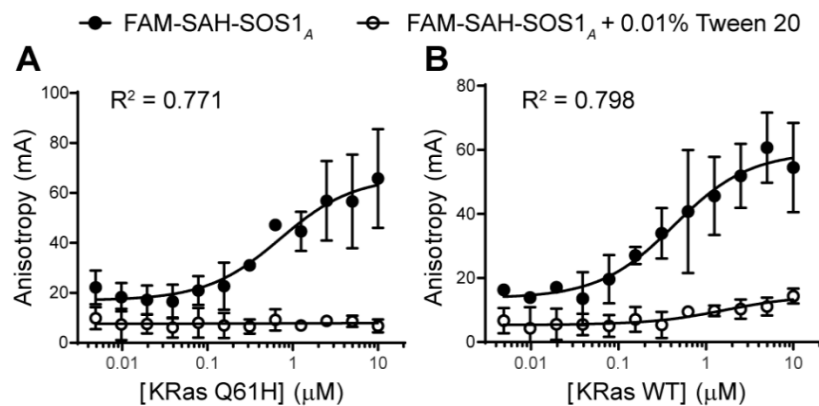 FAM-SAH-SOS1A FAM-SAH-SOS1A + 0.01% Tween 20
A B
R² = 0.771 R² = 0.798
Anisotropy (mA)
100
80
60
40
20
0
0.01 0.1 1 10
[KRas Q61H] (μM)
Anisotropy (mA)
80
60
40
20
0
0.01 0.1 1 10
[KRas WT] (μM)